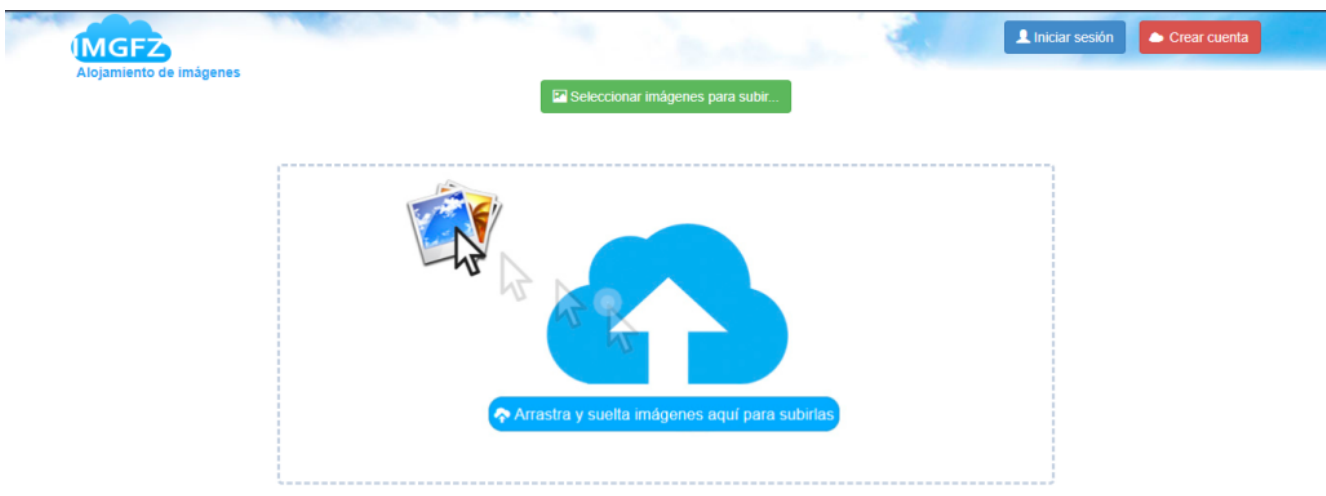 IMGFZ
Alojamiento de imágenes
Iniciar sesión
Crear cuenta
Seleccionar imágenes para subir...
Arrastra y suelta imágenes aquí para subirlas